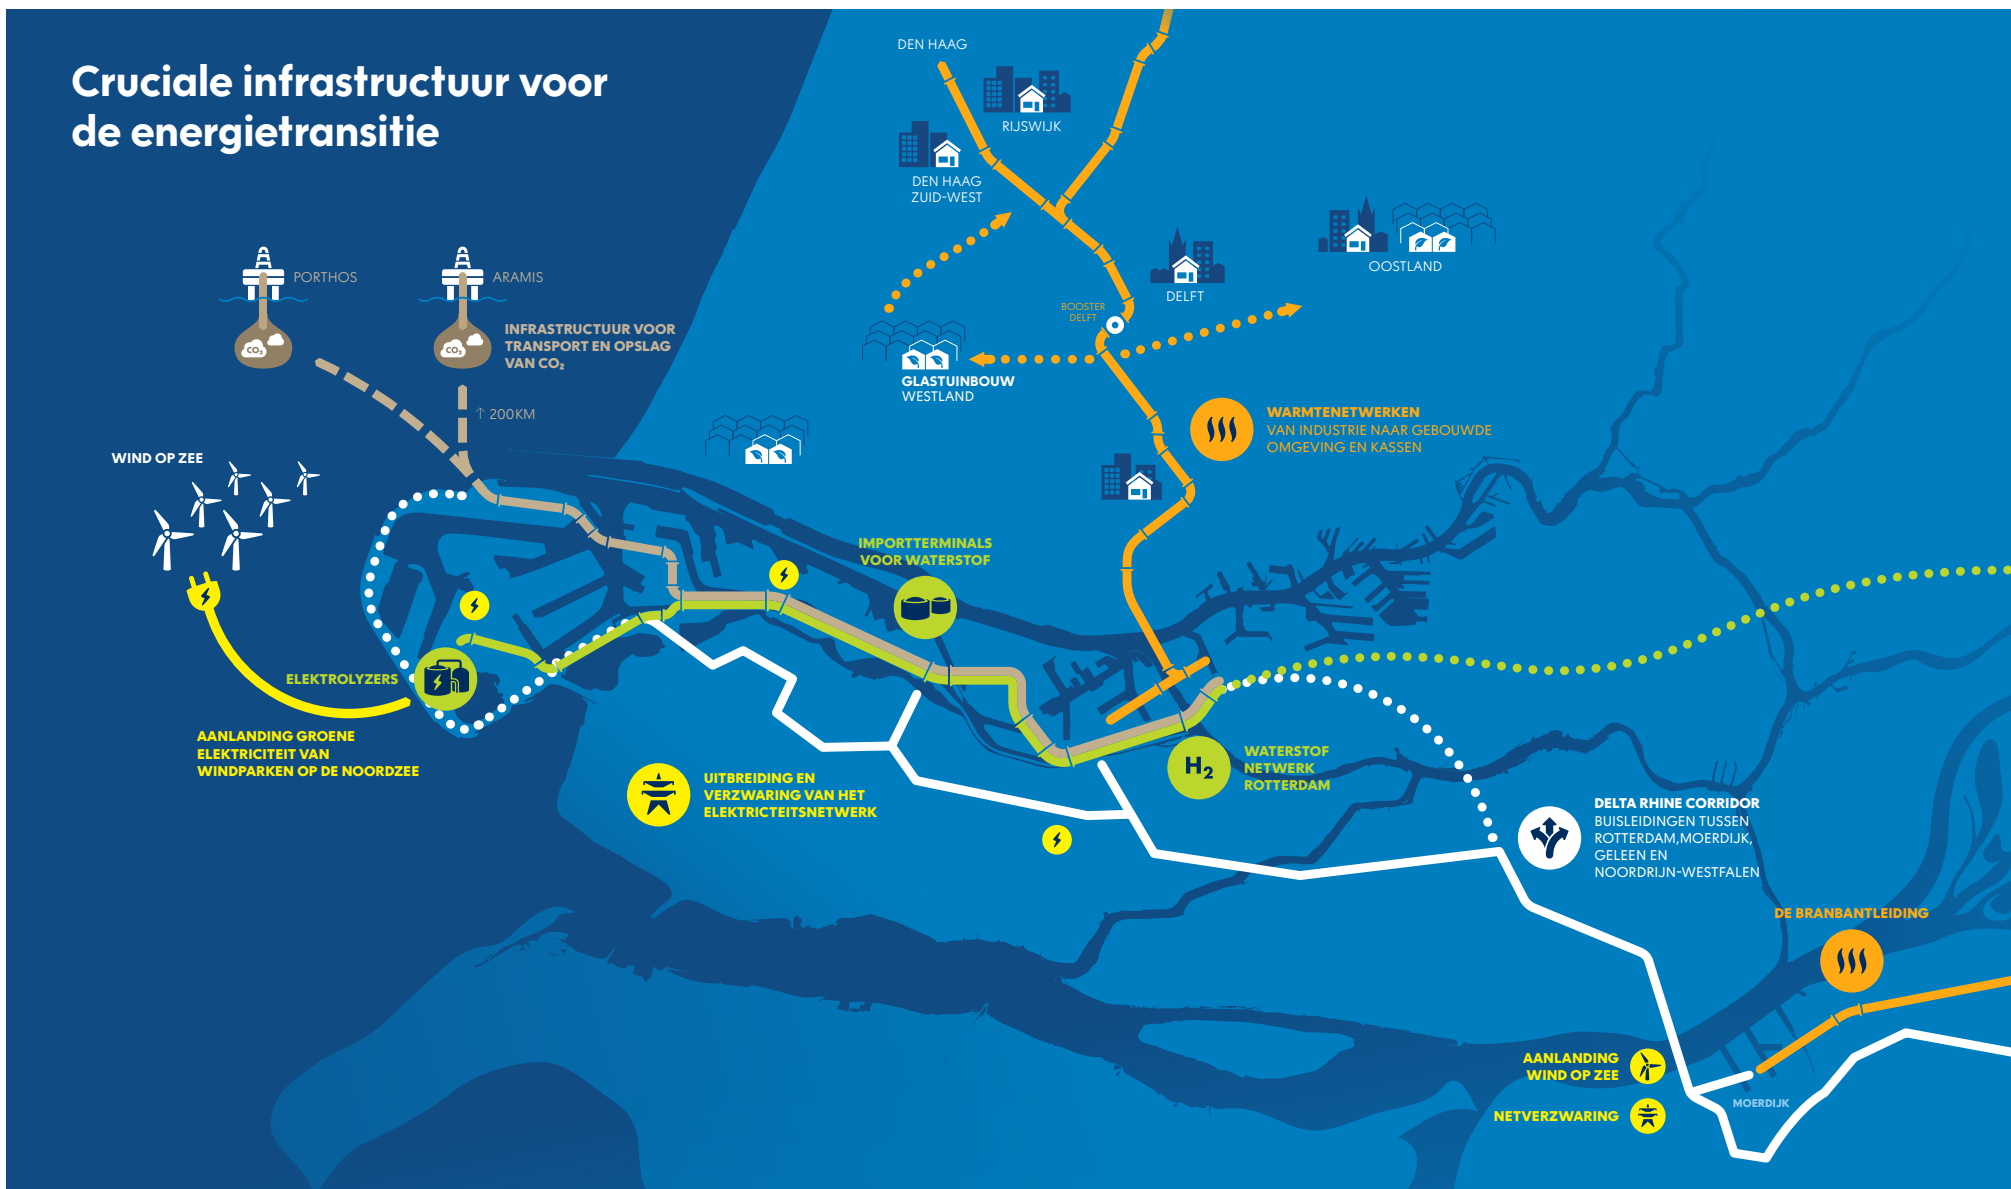 Cruciale infrastructuur voor
de energietransitie
DEN HAAG
RIJSWIJK
DEN HAAG
ZUID-WEST
OOSTLAND
DELFT
BOOSTER
DELFT
PORTHOS
ARAMIS
CO₂
CO₂
INFRASTRUCTUUR VOOR
TRANSPORT EN OPSLAG
VAN CO₂
↑ 200KM
GLASTUINBOUW
WESTLAND
WARMTENETWERKEN
VAN INDUSTRIE NAAR GEBOUWDE
OMGEVING EN KASSEN
WIND OP ZEE
IMPORTTERMINALS
VOOR WATERSTOF
ELEKTROLYZERS
AANLANDING GROENE
ELEKTRICITEIT VAN
WINDPARKEN OP DE NOORDZEE
UITBREIDING EN
VERZWARING VAN HET
ELEKTRICTEITSNETWERK
H₂
WATERSTOF
NETWERK
ROTTERDAM
DELTA RHINE CORRIDOR
BUISLEIDINGEN TUSSEN
ROTTERDAM,MOERDIJK,
GELEEN EN
NOORDRIJN-WESTFALEN
DE BRANBANTLEIDING
AANLANDING
WIND OP ZEE
NETVERZWARING
MOERDIJK